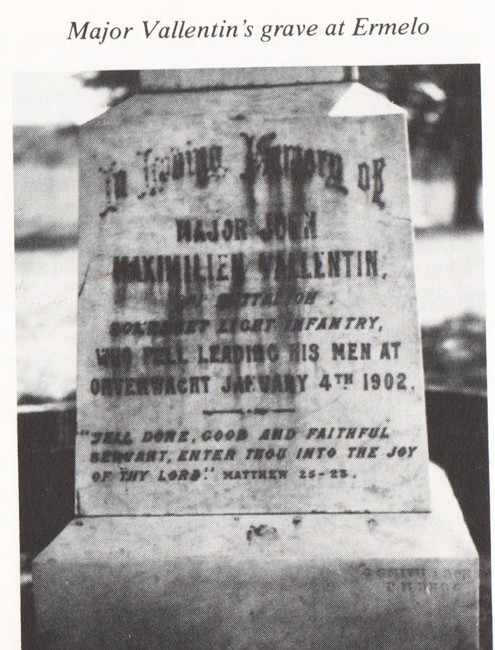 Major Vallentin's grave at Ermelo
In Loving Memory of
MAJOR JOHN
MAXIMILIEN VALLENTIN,
BATTALION.
SOMERSET LIGHT INFANTRY,
WHO FELL LEADING HIS MEN AT
ONVERWACHT JANUARY 4TH 1902.
"WELL DONE, GOOD AND FAITHFUL
SERVANT, ENTER THOU INTO THE JOY
OF THY LORD." MATTHEW 25-23.